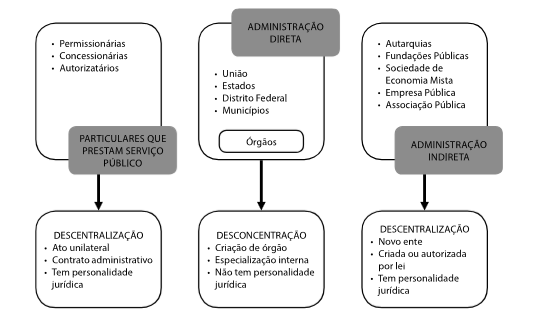 • Permissionárias
• Concessionárias
• Autorizatários
PARTICULARES QUE
PRESTAM SERVIÇO
PÚBLICO
DESCENTRALIZAÇÃO
• Ato unilateral
• Contrato administrativo
• Tem personalidade
jurídica
ADMINISTRAÇÃO
DIRETA
• União
• Estados
• Distrito Federal
• Municípios
Órgãos
DESCONCENTRAÇÃO
• Criação de órgão
• Especialização interna
• Não tem personalidade
jurídica
• Autarquias
• Fundações Públicas
• Sociedade de
Economia Mista
• Empresa Pública
• Associação Pública
ADMINISTRAÇÃO
INDIRETA
DESCENTRALIZAÇÃO
• Novo ente
• Criada ou autorizada
por lei
• Tem personalidade
jurídica